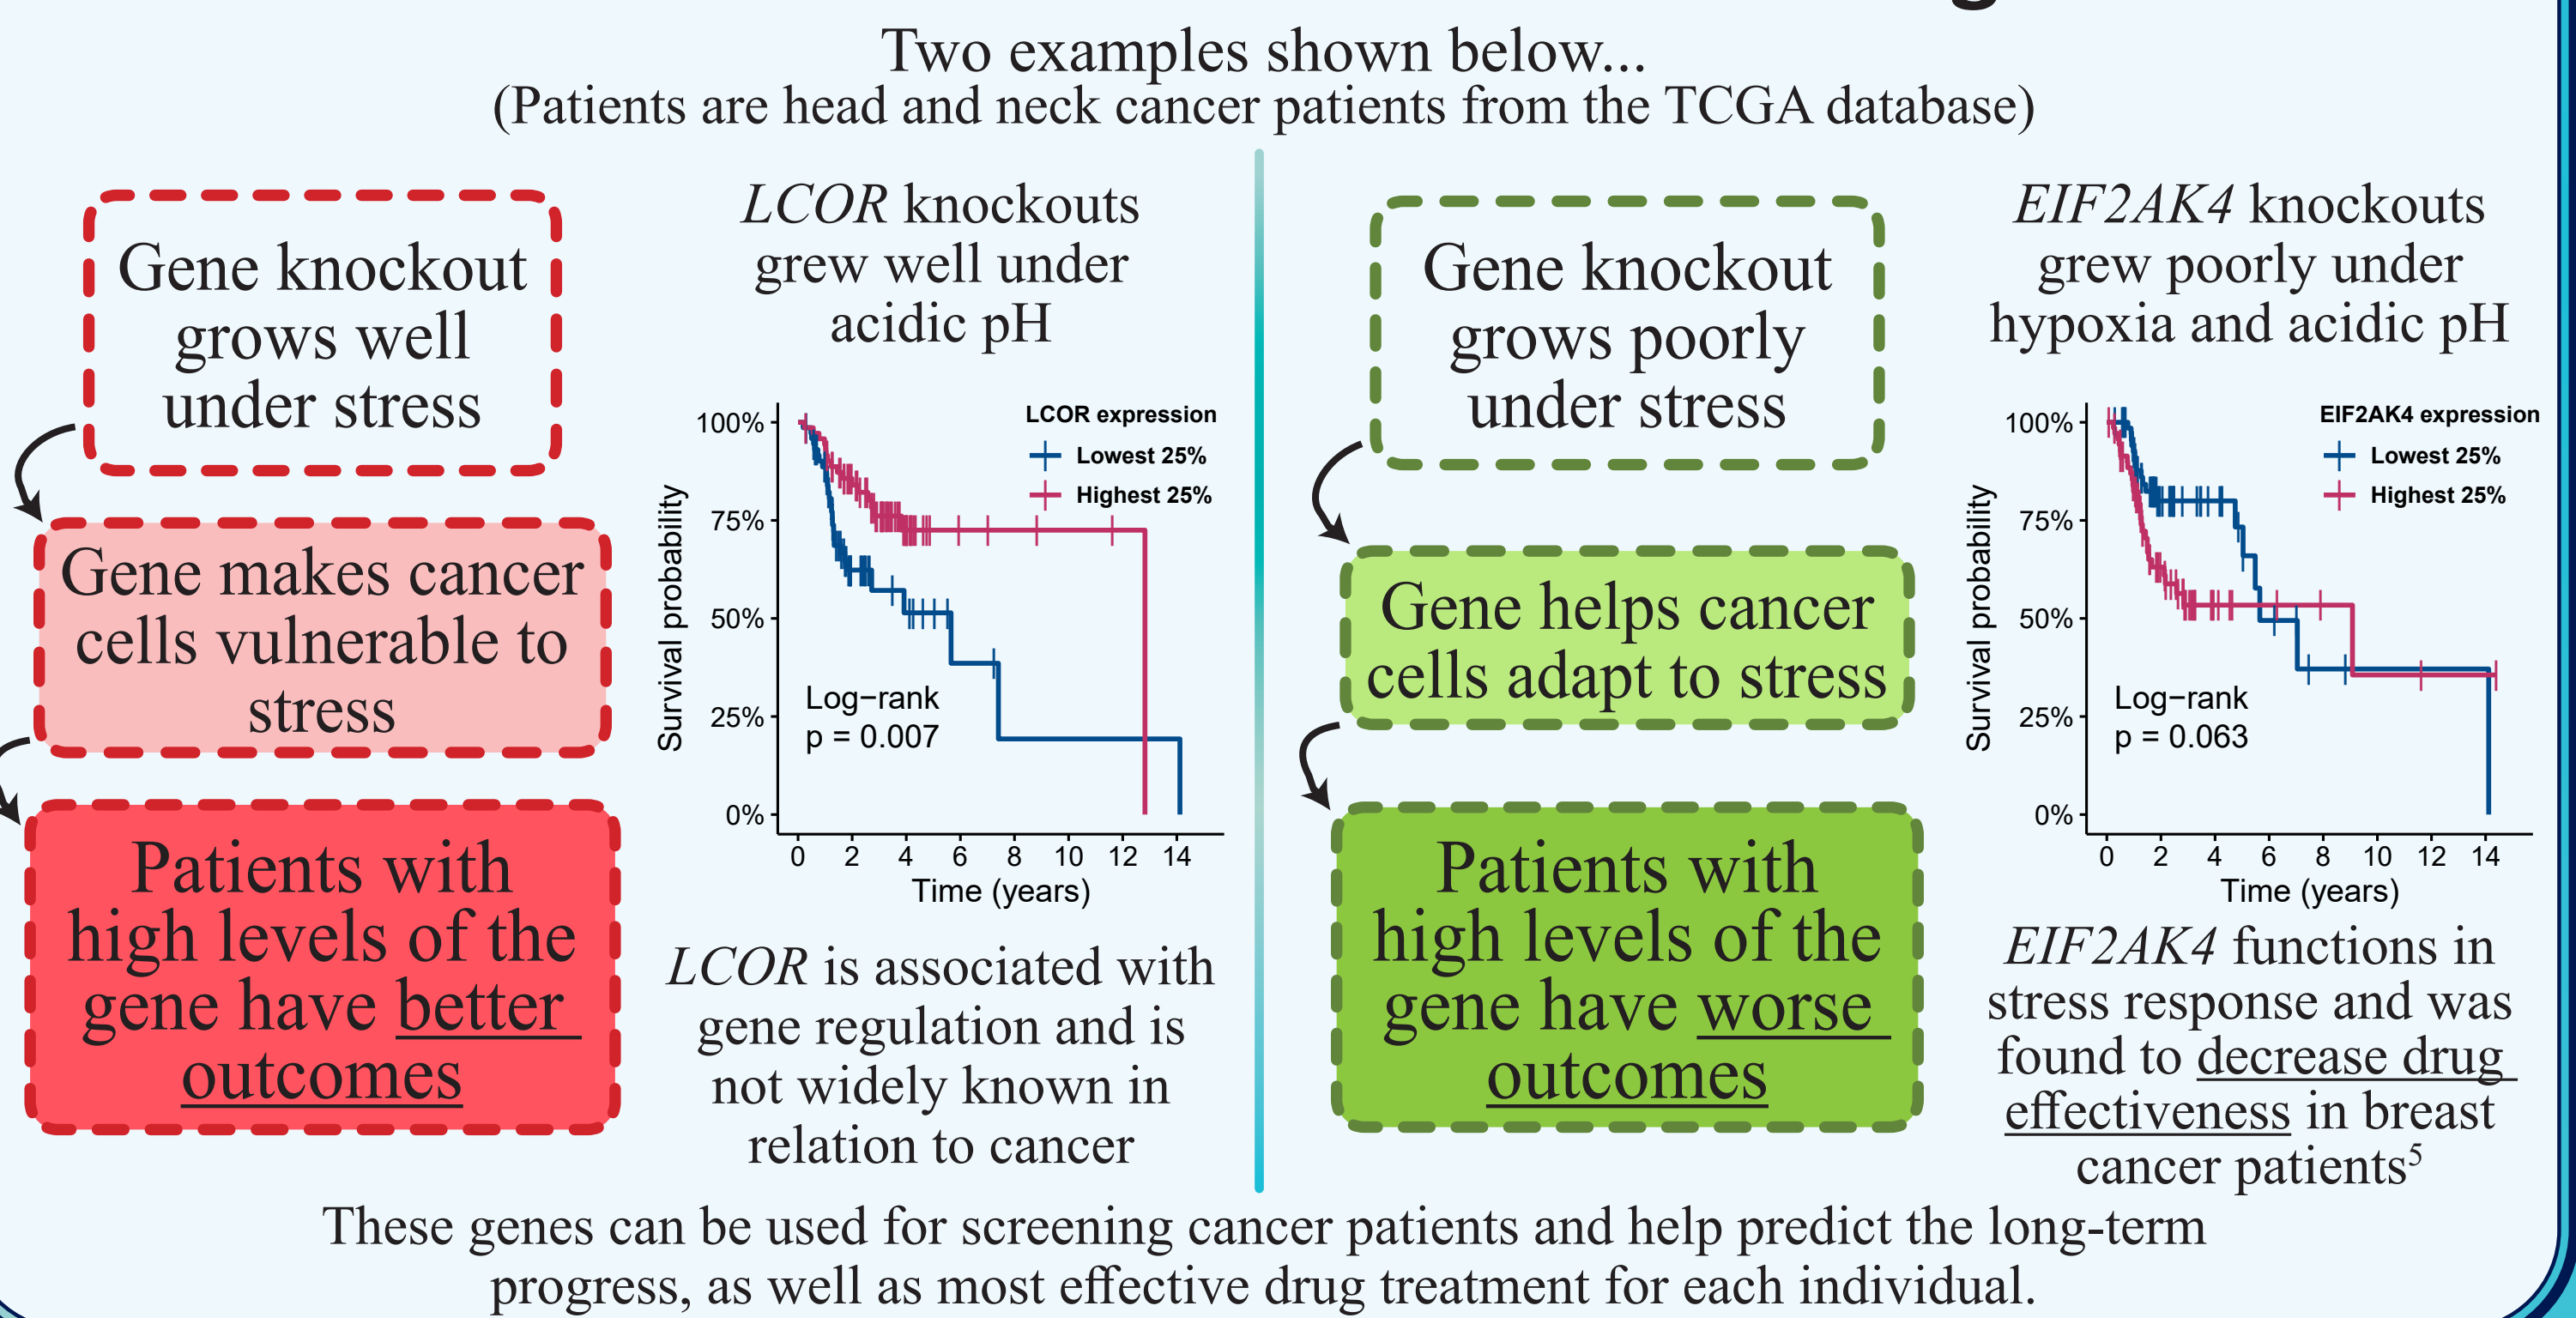 Two examples shown below...
(Patients are head and neck cancer patients from the TCGA database)
Gene knockout
grows well
under stress
Gene makes cancer
cells vulnerable to
stress
Patients with
high levels of the
gene have better
outcomes
LCOR knockouts
grew well under
acidic pH
LCOR expression
Lowest 25%
Highest 25%
Survival probability
100%
75%
50%
25%
0%
Log−rank
p = 0.007
0 2 4 6 8 10 12 14
Time (years)
LCOR is associated with
gene regulation and is
not widely known in
relation to cancer
Gene knockout
grows poorly
under stress
Gene helps cancer
cells adapt to stress
Patients with
high levels of the
gene have worse
outcomes
EIF2AK4 knockouts
grew poorly under
hypoxia and acidic pH
EIF2AK4 expression
Lowest 25%
Highest 25%
Survival probability
100%
75%
50%
25%
0%
Log−rank
p = 0.063
0 2 4 6 8 10 12 14
Time (years)
EIF2AK4 functions in
stress response and was
found to decrease drug
effectiveness in breast
cancer patients⁵
These genes can be used for screening cancer patients and help predict the long-term
progress, as well as most effective drug treatment for each individual.